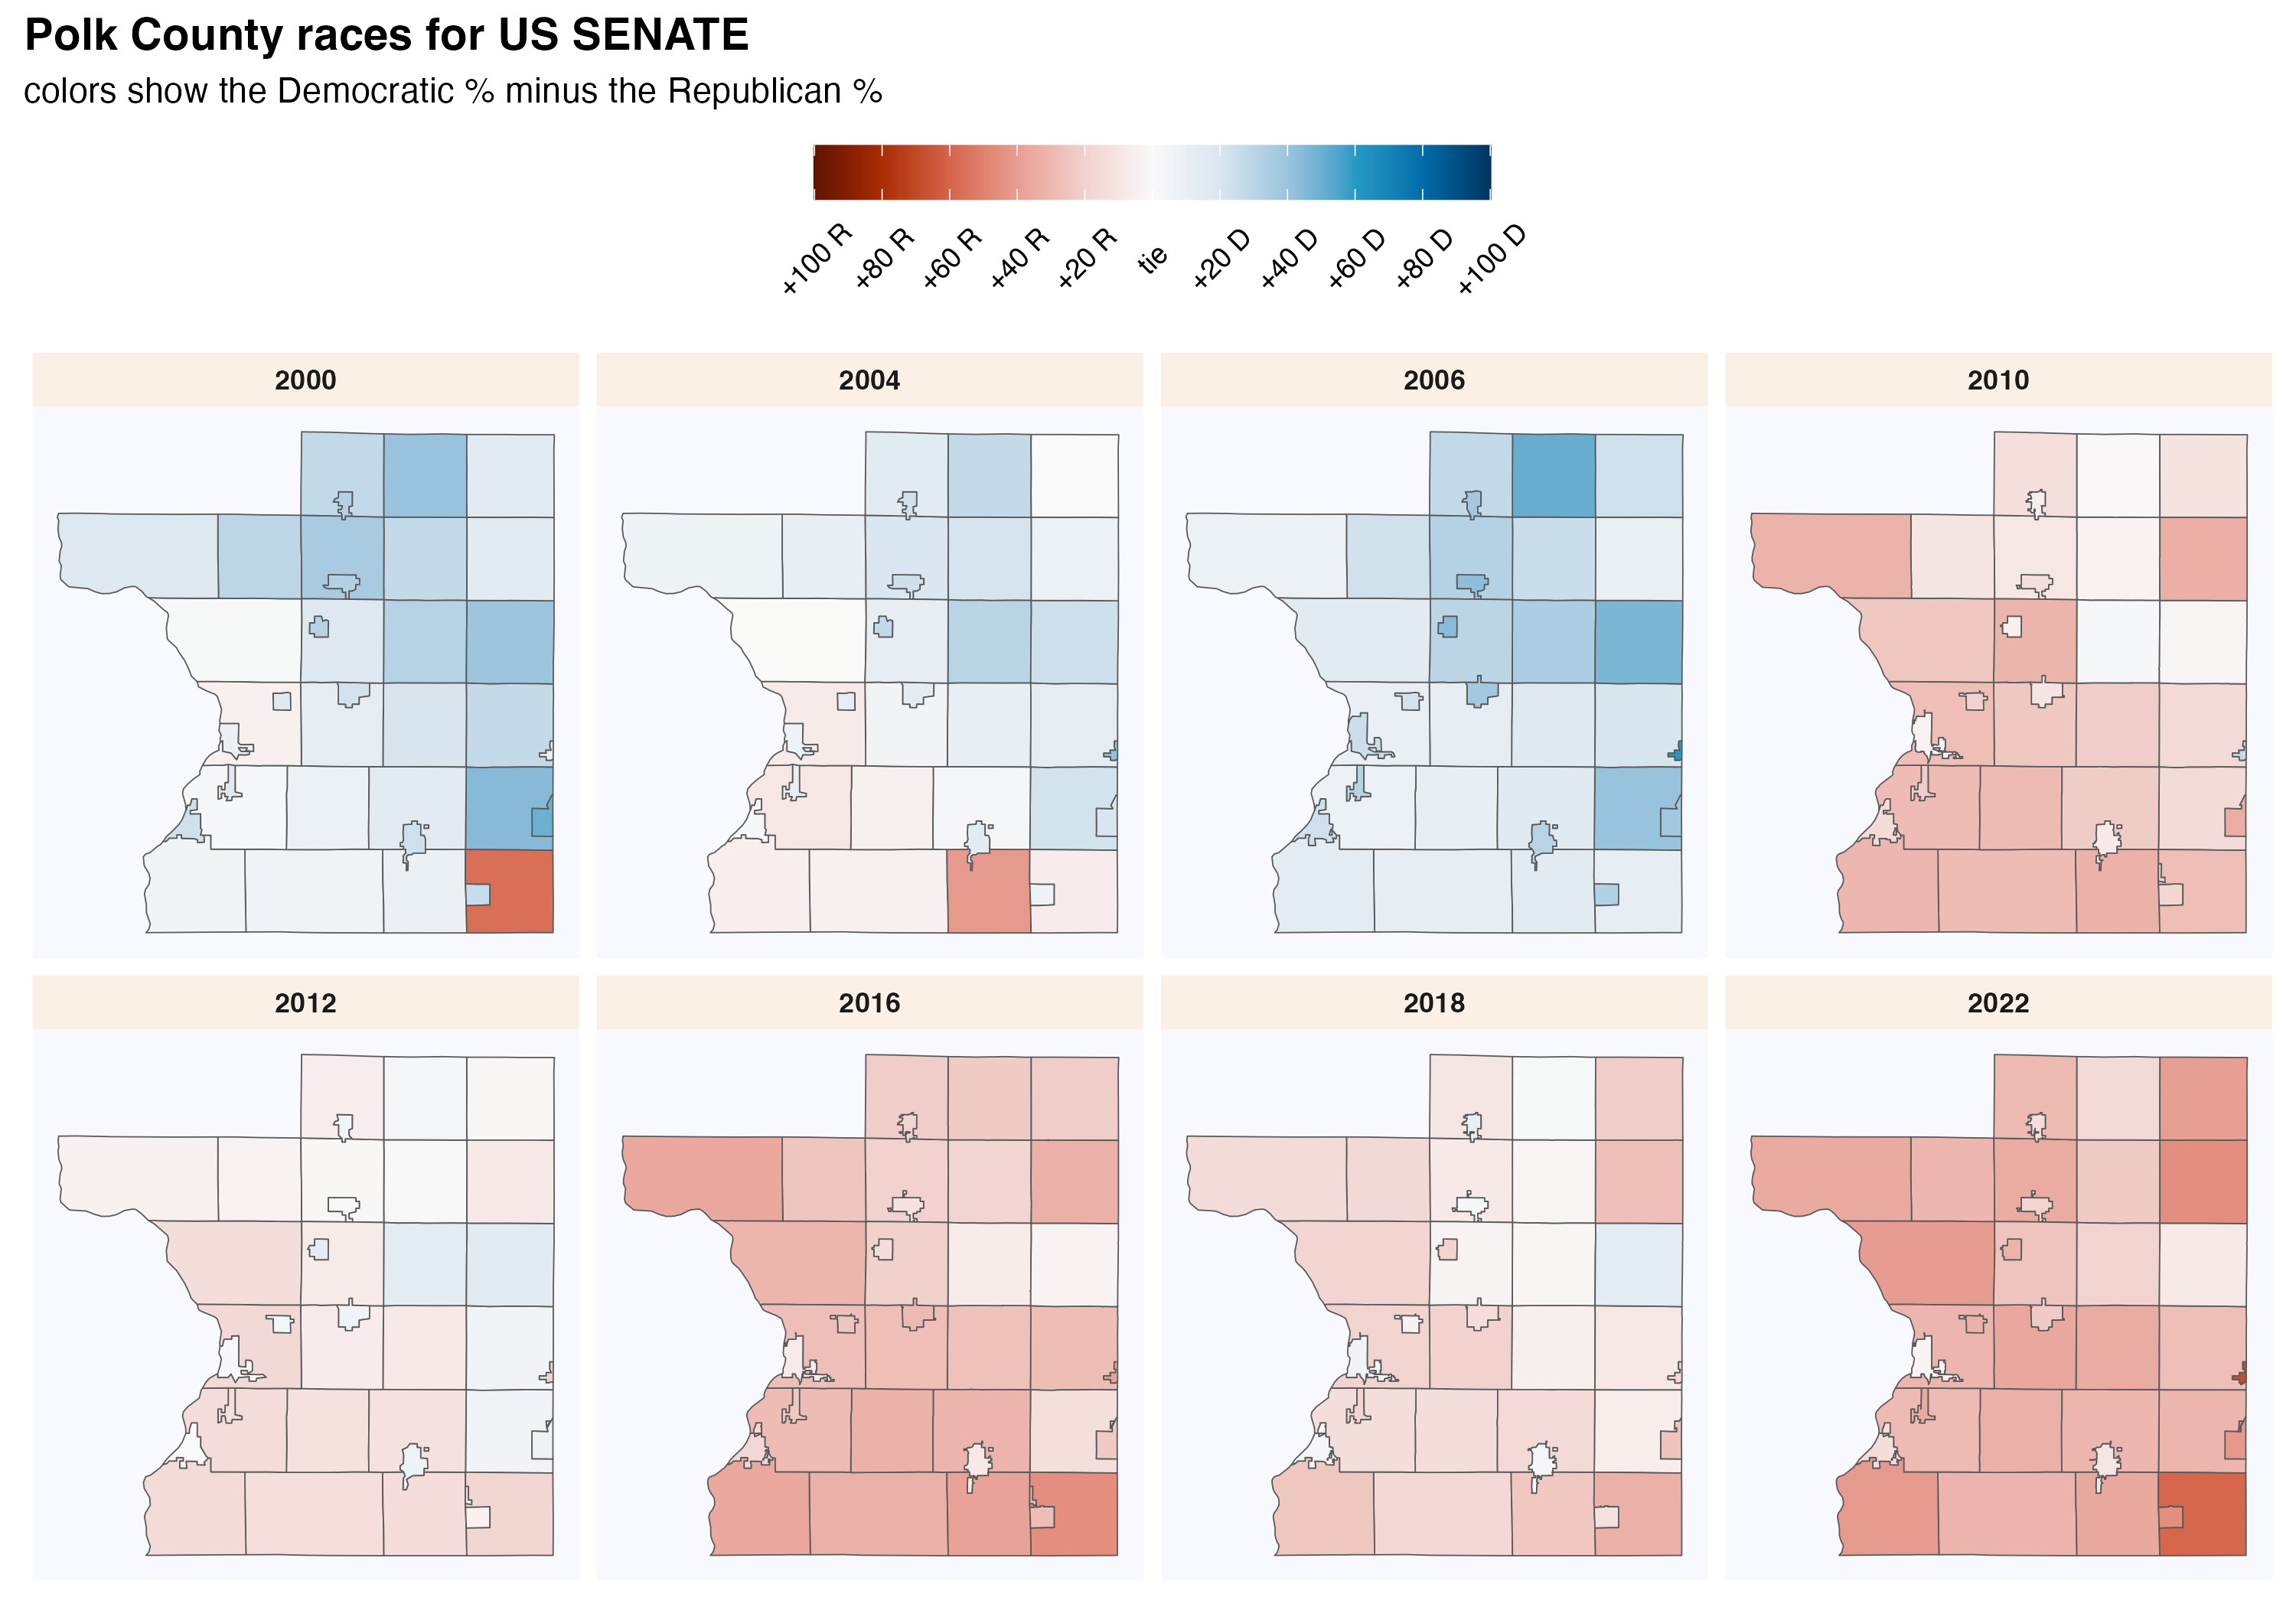 Polk County races for US SENATE
colors show the Democratic % minus the Republican %
+100 R
+80 R
+60 R
+40 R
+20 R
tie
+20 D
+40 D
+60 D
+80 D
+100 D
2000
2004
2006
2010
2012
2016
2018
2022